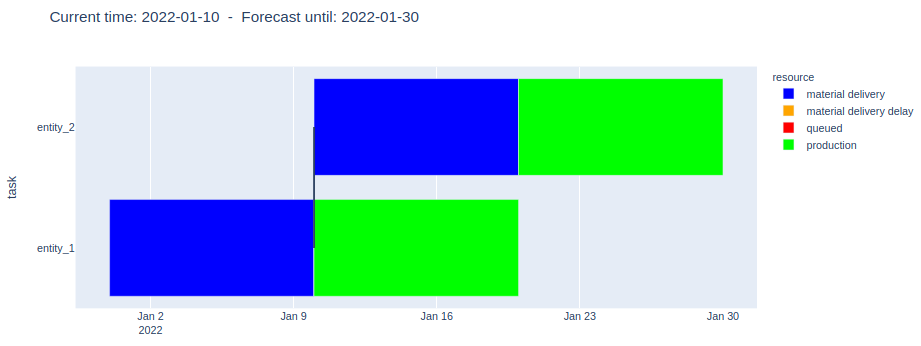 Current time: 2022-01-10  -  Forecast until: 2022-01-30
resource
material delivery
material delivery delay
queued
production
entity_2
task
entity_1
Jan 2
2022
Jan 9
Jan 16
Jan 23
Jan 30